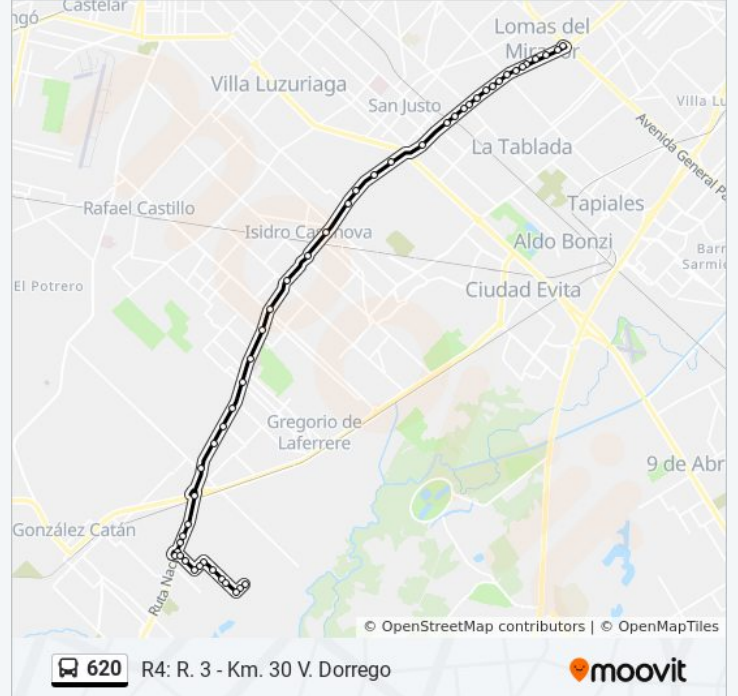 Castelar
ngó
Lomas del
Mirador
Villa Luzuriaga
San Justo
Villa Lu
La Tablada
Avenida General Pa
Rafael Castillo
Tapiales
Isidro Casanova
Aldo Bonzi
Barr
Sarmie
El Potrero
Ciudad Evita
Gregorio de
Laferrere
9 de Abr
González Catán
Ruta Nac
© OpenStreetMap contributors | © OpenMapTiles
620 R4: R. 3 - Km. 30 V. Dorrego
moovit